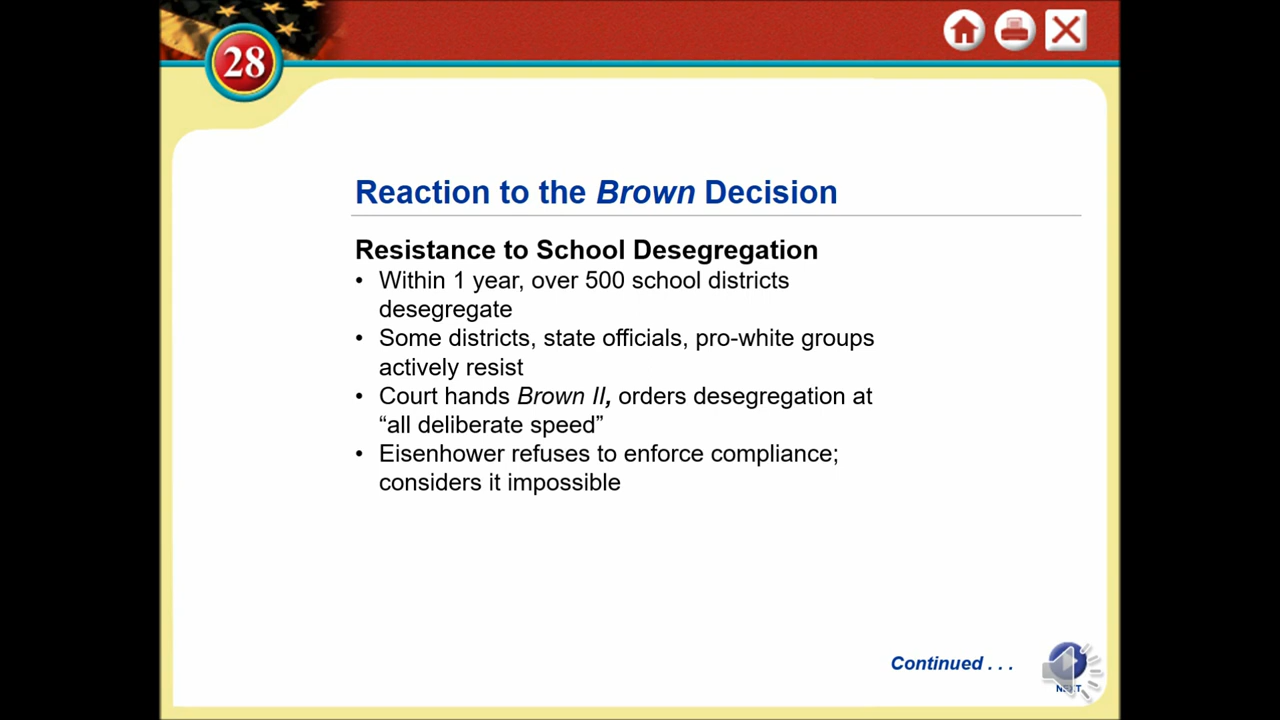 28
Reaction to the Brown Decision
Resistance to School Desegregation
• Within 1 year, over 500 school districts
desegregate
• Some districts, state officials, pro-white groups
actively resist
• Court hands Brown II, orders desegregation at
“all deliberate speed”
• Eisenhower refuses to enforce compliance;
considers it impossible
Continued . . .
NEXT